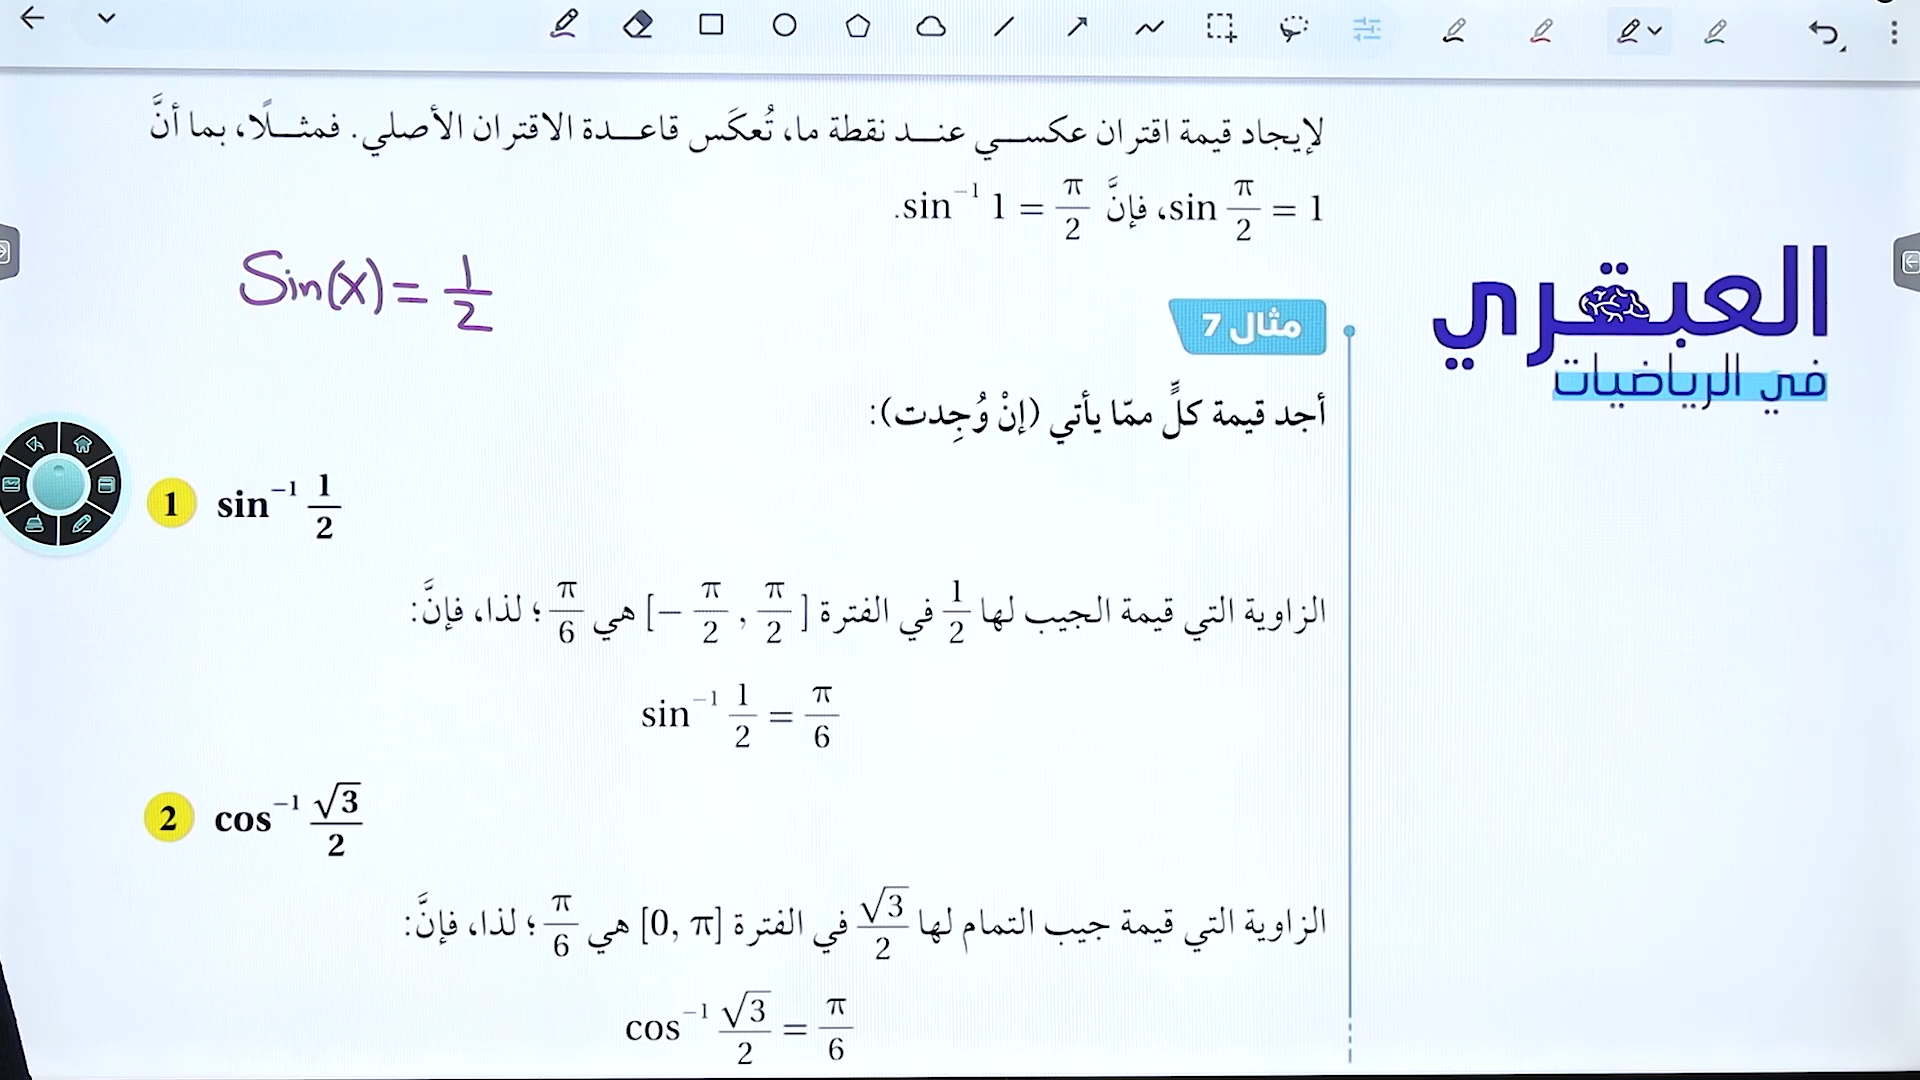 لإيجاد قيمة اقتران عكسي عند نقطة ما، تُعكَس قاعدة الاقتران الأصلي. فمثلًا، بما أنَّ
sin π/2 = 1، فإنَّ sin⁻¹ 1 = π/2.
Sin(x) = 1/2
العبقري
في الرياضيات
مثال 7
أجد قيمة كلٍّ ممّا يأتي (إنْ وُجِدت):
1 sin⁻¹ 1/2
الزاوية التي قيمة الجيب لها 1/2 في الفترة [−π/2, π/2] هي π/6؛ لذا، فإنَّ:
sin⁻¹ 1/2 = π/6
2 cos⁻¹ √3/2
الزاوية التي قيمة جيب التمام لها √3/2 في الفترة [0, π] هي π/6؛ لذا، فإنَّ:
cos⁻¹ √3/2 = π/6